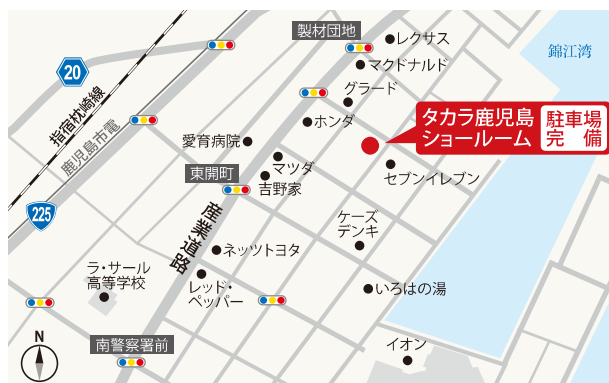 製材団地
レクサス
錦江湾
マクドナルド
20
グラード
指宿枕崎線
鹿児島市電
ホンダ
タカラ鹿児島
ショールーム
駐車場
完備
愛育病院
マツダ
セブンイレブン
東開町
吉野家
225
産業道路
ケーズ
デンキ
ネッツトヨタ
ラ・サール
高等学校
レッド・
ペッパー
いろはの湯
南警察署前
イオン
N